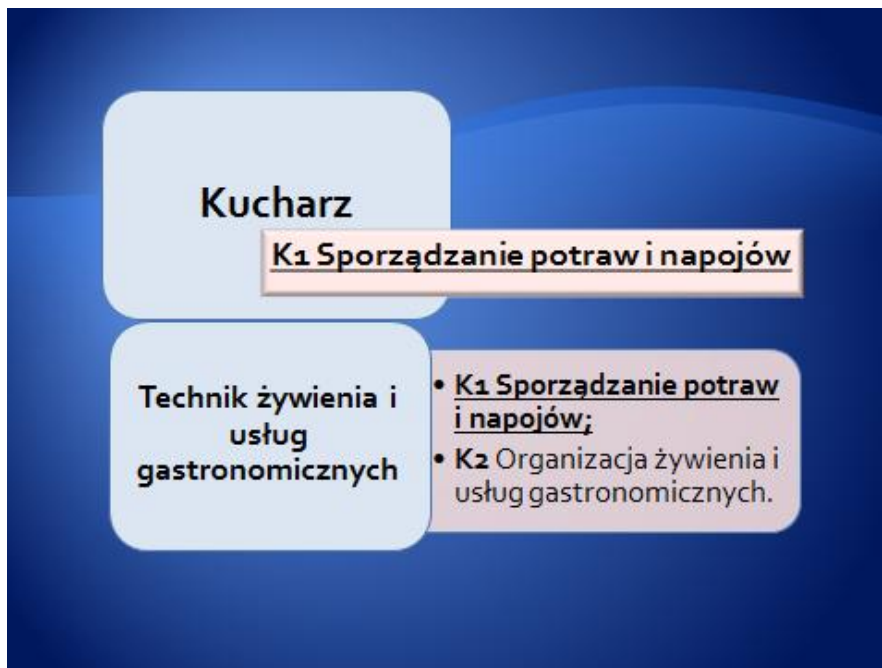 Kucharz
K1 Sporządzanie potraw i napojów
Technik żywienia i
usług
gastronomicznych
• K1 Sporządzanie potraw
i napojów;
• K2 Organizacja żywienia i
usług gastronomicznych.